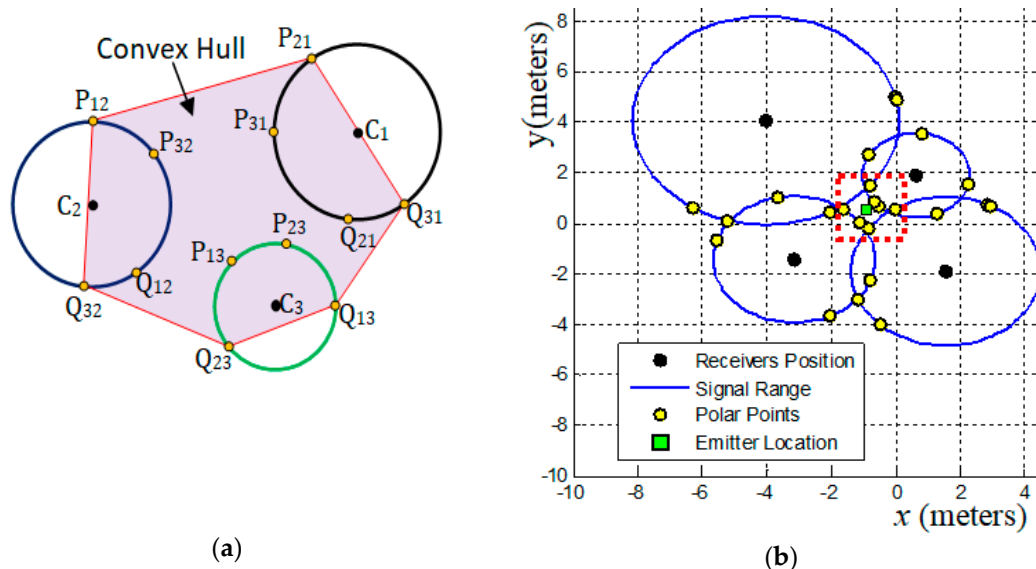 Convex Hull
P21
P12
P31
C1
P32
C2
Q31
Q21
P23
P13
Q12
Q32
C3
Q13
Q23
(a)
y(meters)
8
6
4
2
0
-2
-4
-6
-8
-10
Receivers Position
Signal Range
Polar Points
Emitter Location
-10 -8 -6 -4 -2 0 2 4
x (meters)
(b)